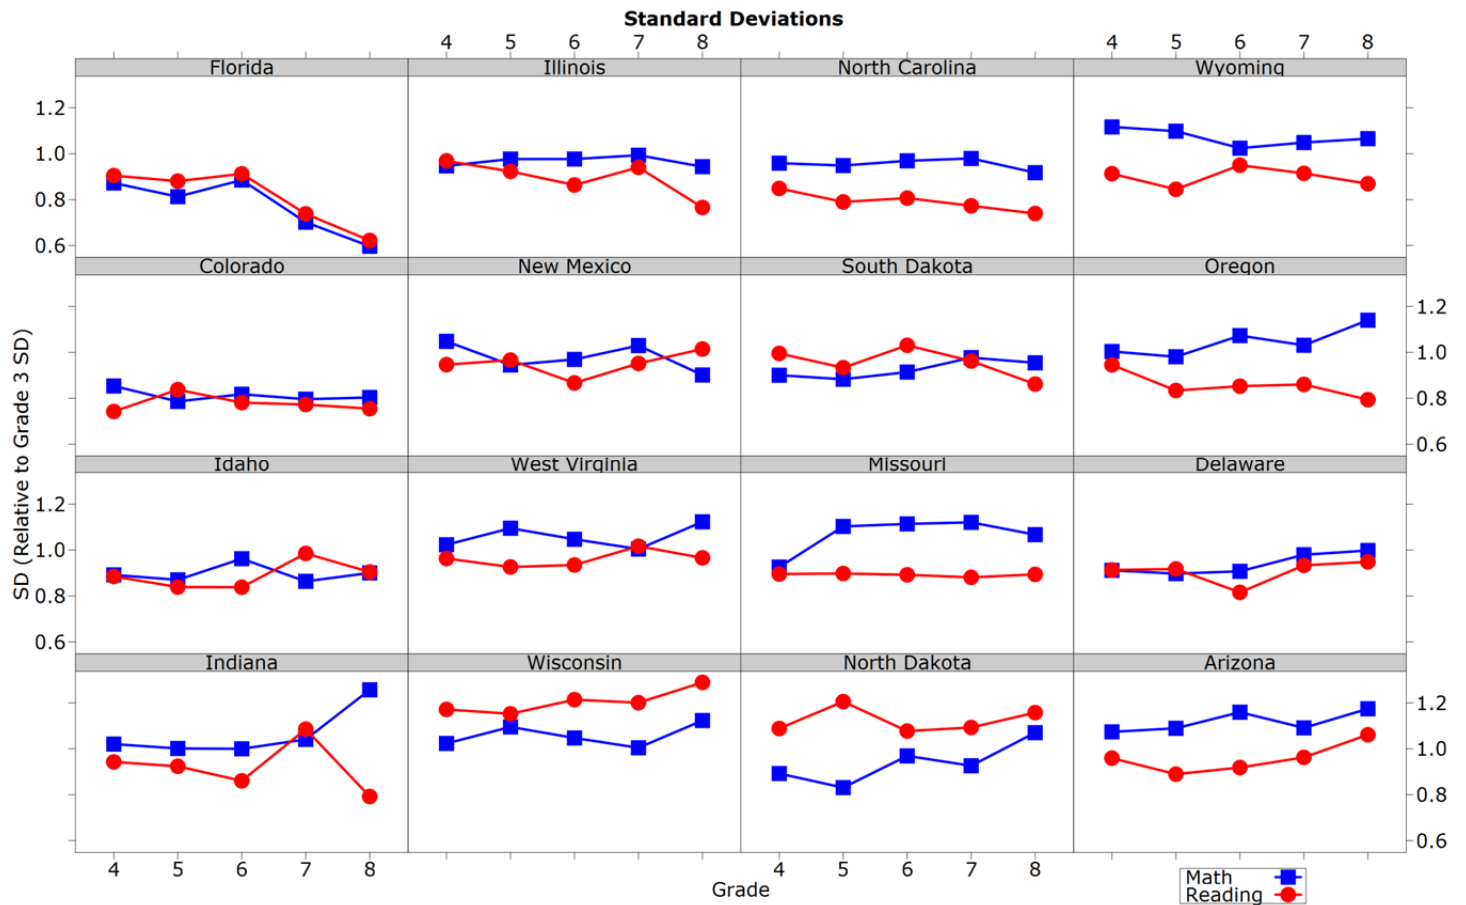 Standard Deviations
4 5 6 7 8 4 5 6 7 8
Florida Illinois North Carolina Wyoming
1.2
1.0
0.8
0.6
Colorado New Mexico South Dakota Oregon
1.2
1.0
0.8
0.6
Idaho West Virginia Missouri Delaware
1.2
1.0
0.8
0.6
Indiana Wisconsin North Dakota Arizona
1.2
1.0
0.8
0.6
SD (Relative to Grade 3 SD)
4 5 6 7 8 4 5 6 7 8
Grade
Math
Reading